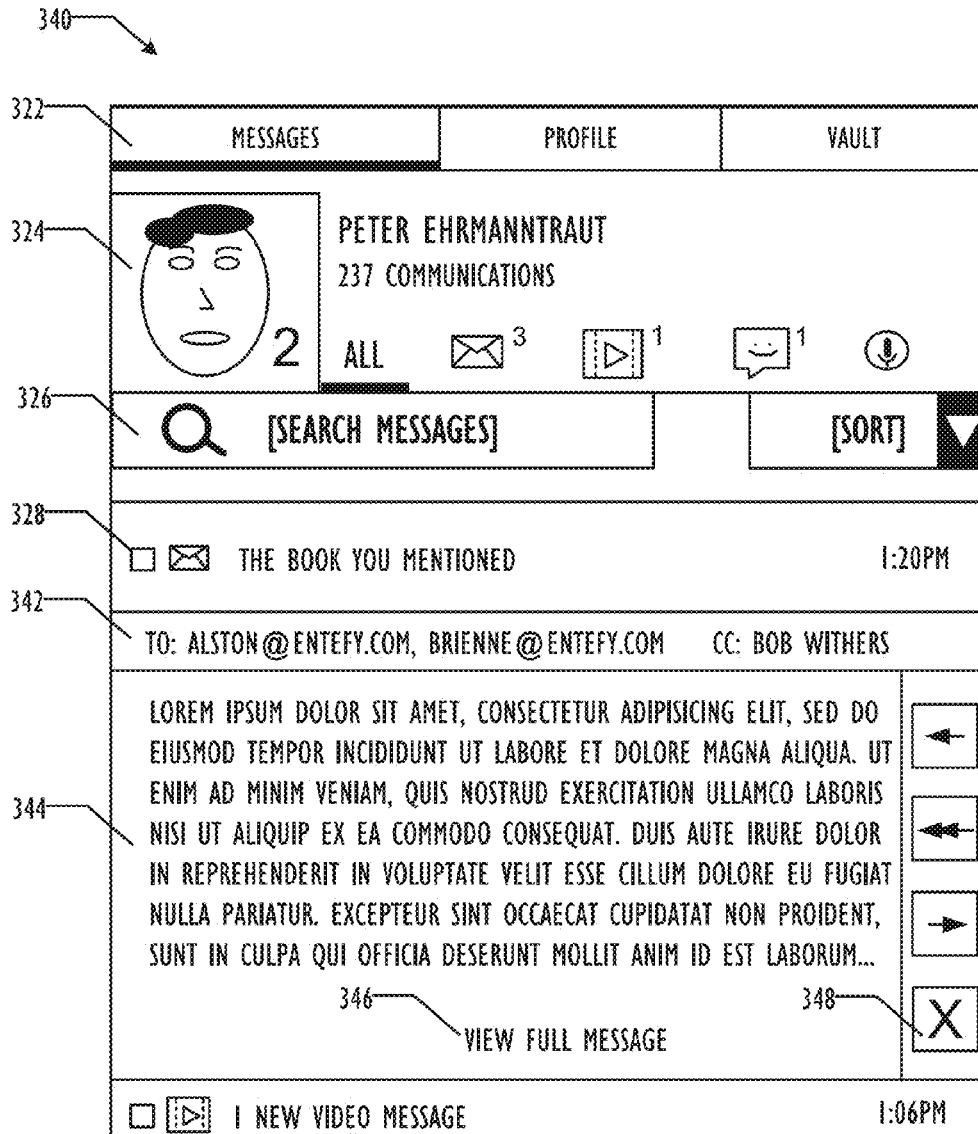 340
322
MESSAGES PROFILE VAULT
324
PETER EHRMANNTRAUT
237 COMMUNICATIONS
2 ALL 3 1 1
326
[SEARCH MESSAGES] [SORT]
328
THE BOOK YOU MENTIONED 1:20PM
342
TO: ALSTON@ENTEFY.COM, BRIENNE@ENTEFY.COM CC: BOB WITHERS
LOREM IPSUM DOLOR SIT AMET, CONSECTETUR ADIPISICING ELIT, SED DO
EIUSMOD TEMPOR INCIDIDUNT UT LABORE ET DOLORE MAGNA ALIQUA. UT
ENIM AD MINIM VENIAM, QUIS NOSTRUD EXERCITATION ULLAMCO LABORIS
344
NISI UT ALIQUIP EX EA COMMODO CONSEQUAT. DUIS AUTE IRURE DOLOR
IN REPREHENDERIT IN VOLUPTATE VELIT ESSE CILLUM DOLORE EU FUGIAT
NULLA PARIATUR. EXCEPTEUR SINT OCCAECAT CUPIDATAT NON PROIDENT,
SUNT IN CULPA QUI OFFICIA DESERUNT MOLLIT ANIM ID EST LABORUM...
346 348
X
VIEW FULL MESSAGE
1 NEW VIDEO MESSAGE 1:06PM